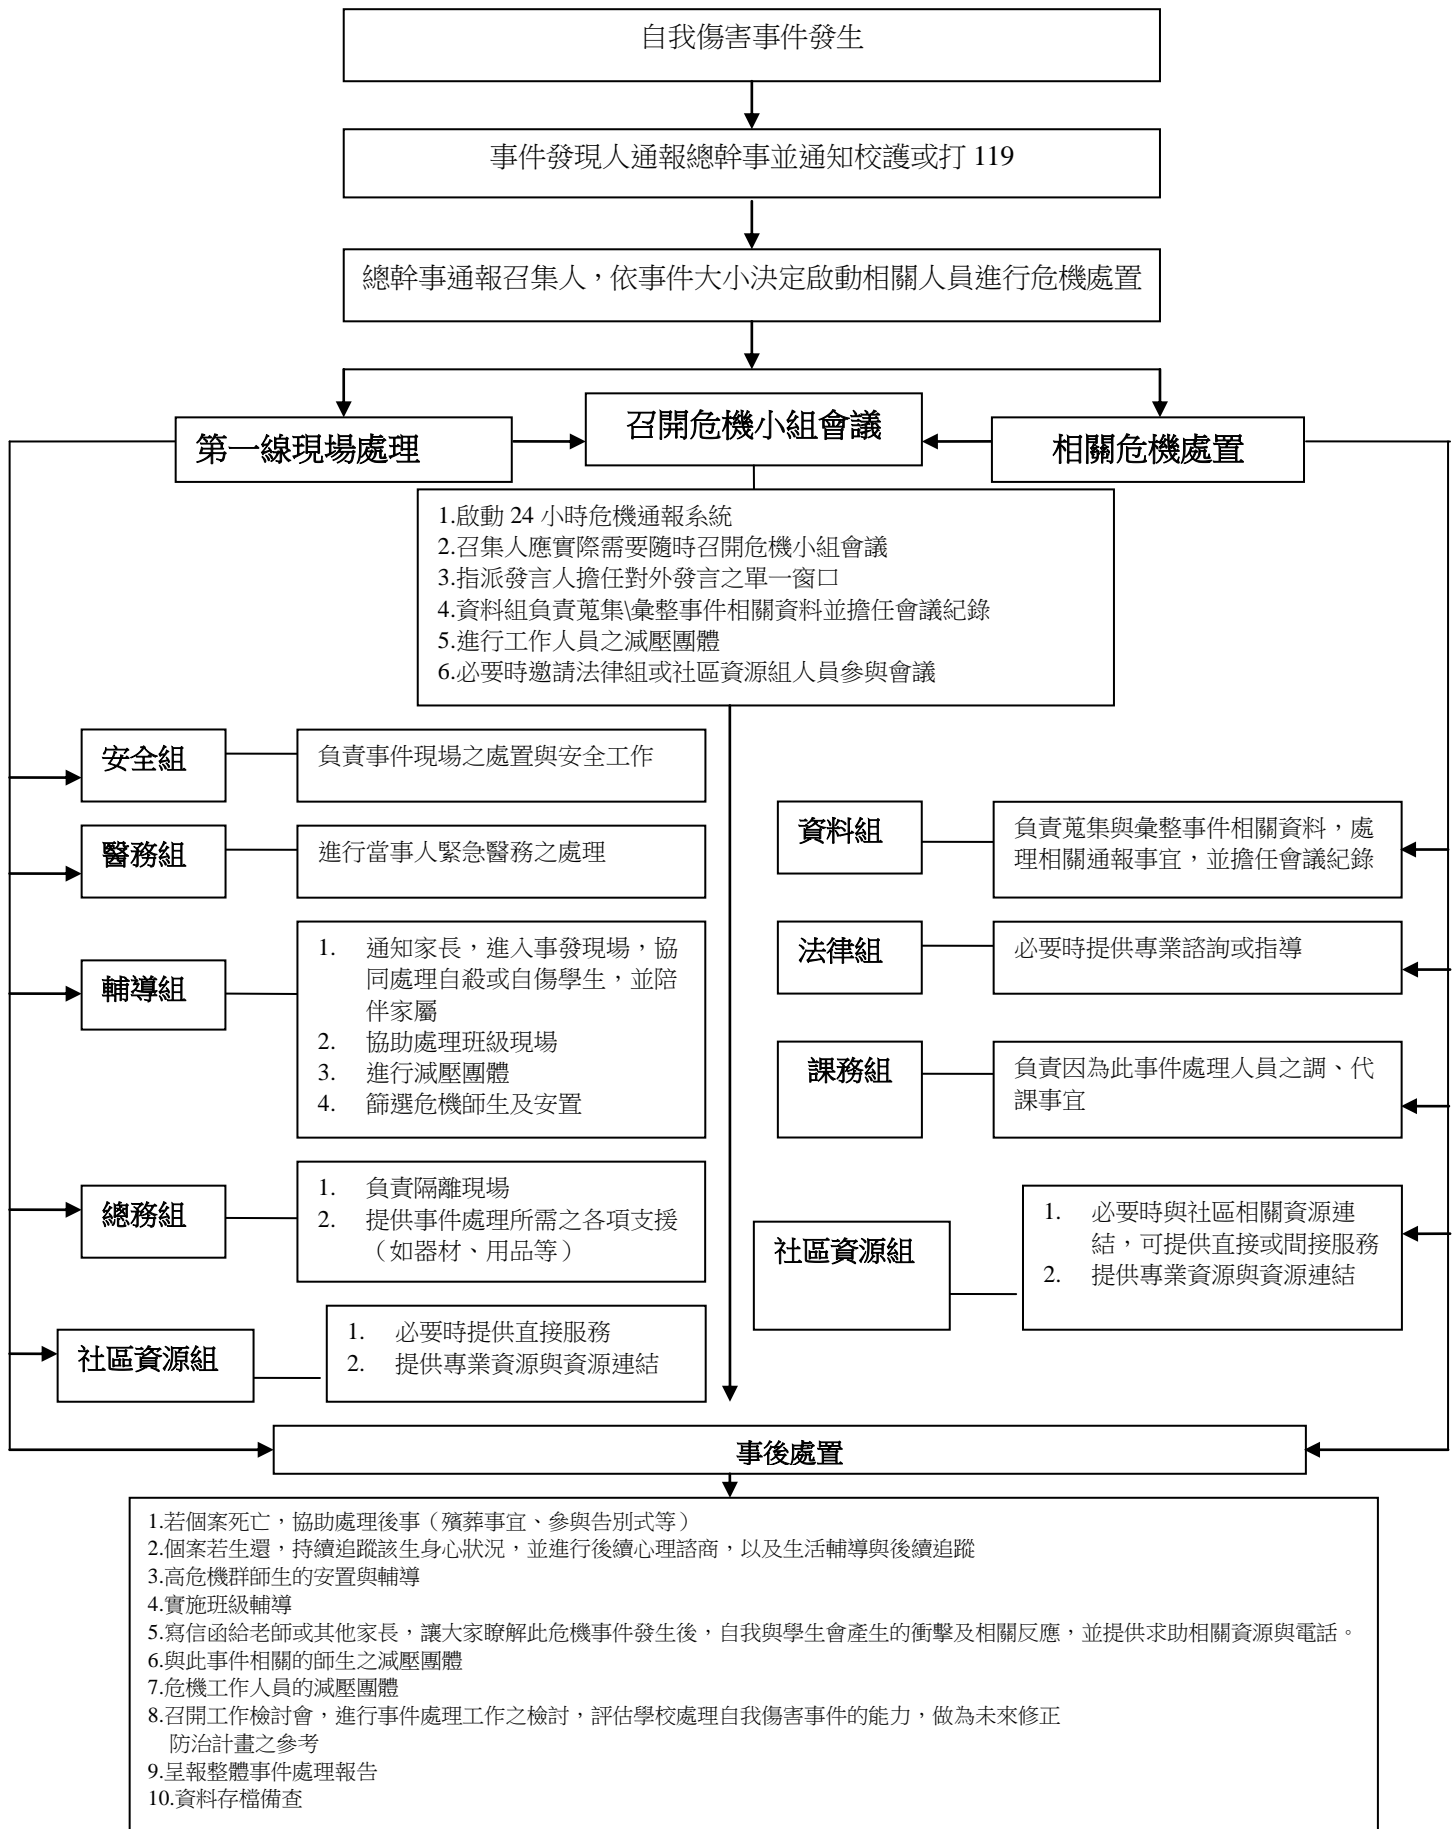 自我傷害事件發生
事件發現人通報總幹事並通知校護或打 119
總幹事通報召集人，依事件大小決定啟動相關人員進行危機處置
第一線現場處理
召開危機小組會議
相關危機處置
1.啟動 24 小時危機通報系統
2.召集人應實際需要隨時召開危機小組會議
3.指派發言人擔任對外發言之單一窗口
4.資料組負責蒐集\彙整事件相關資料並擔任會議紀錄
5.進行工作人員之減壓團體
6.必要時邀請法律組或社區資源組人員參與會議
安全組
負責事件現場之處置與安全工作
醫務組
進行當事人緊急醫務之處理
輔導組
1. 通知家長，進入事發現場，協
同處理自殺或自傷學生，並陪
伴家屬
2. 協助處理班級現場
3. 進行減壓團體
4. 篩選危機師生及安置
總務組
1. 負責隔離現場
2. 提供事件處理所需之各項支援
（如器材、用品等）
社區資源組
1. 必要時提供直接服務
2. 提供專業資源與資源連結
資料組
負責蒐集與彙整事件相關資料，處
理相關通報事宜，並擔任會議紀錄
法律組
必要時提供專業諮詢或指導
課務組
負責因為此事件處理人員之調、代
課事宜
社區資源組
1. 必要時與社區相關資源連
結，可提供直接或間接服務
2. 提供專業資源與資源連結
事後處置
1.若個案死亡，協助處理後事（殯葬事宜、參與告別式等）
2.個案若生還，持續追蹤該生身心狀況，並進行後續心理諮商，以及生活輔導與後續追蹤
3.高危機群師生的安置與輔導
4.實施班級輔導
5.寫信函給老師或其他家長，讓大家瞭解此危機事件發生後，自我與學生會產生的衝擊及相關反應，並提供求助相關資源與電話。
6.與此事件相關的師生之減壓團體
7.危機工作人員的減壓團體
8.召開工作檢討會，進行事件處理工作之檢討，評估學校處理自我傷害事件的能力，做為未來修正
防治計畫之參考
9.呈報整體事件處理報告
10.資料存檔備查